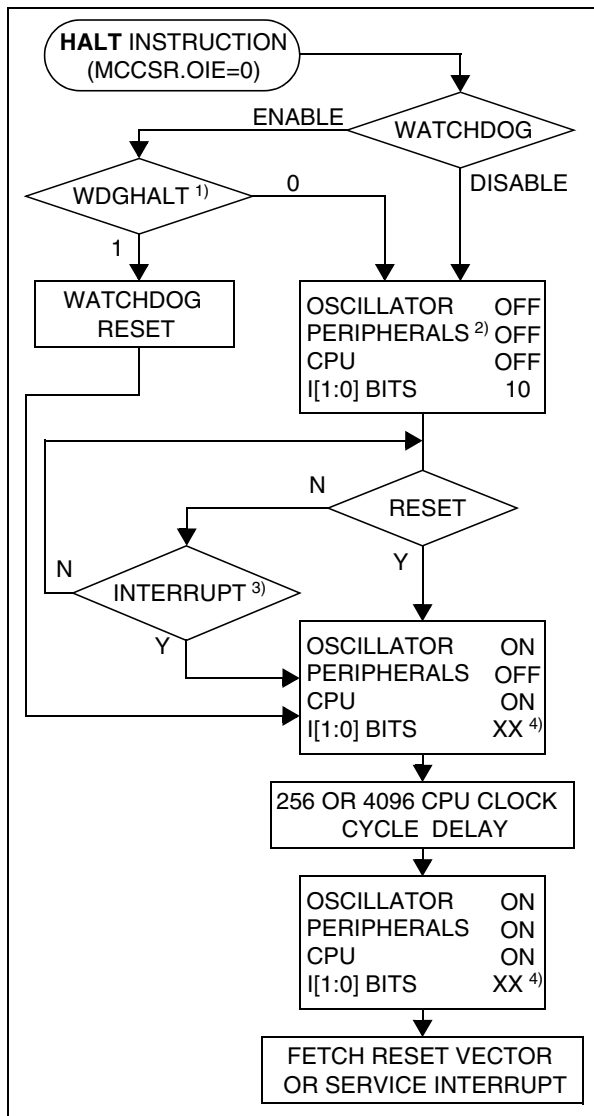 HALT INSTRUCTION
(MCCSR.OIE=0)
ENABLE
WATCHDOG
WDGHALT 1)
0
DISABLE
1
WATCHDOG
RESET
OSCILLATOR OFF
PERIPHERALS 2) OFF
CPU OFF
I[1:0] BITS 10
N
RESET
Y
N
INTERRUPT 3)
Y
OSCILLATOR ON
PERIPHERALS OFF
CPU ON
I[1:0] BITS XX 4)
256 OR 4096 CPU CLOCK
CYCLE DELAY
OSCILLATOR ON
PERIPHERALS ON
CPU ON
I[1:0] BITS XX 4)
FETCH RESET VECTOR
OR SERVICE INTERRUPT